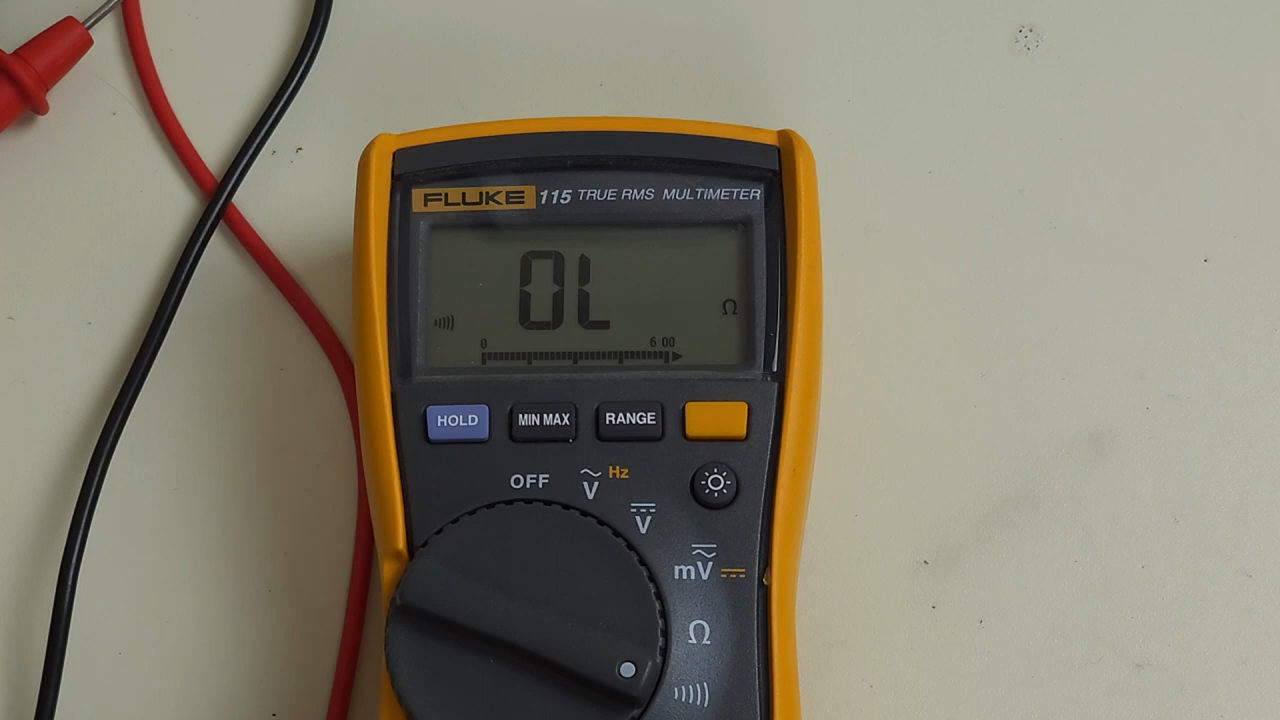 FLUKE 115 TRUE RMS MULTIMETER
OL
Ω
0 6 00
HOLD MIN MAX RANGE
OFF V Hz
V
mV
Ω